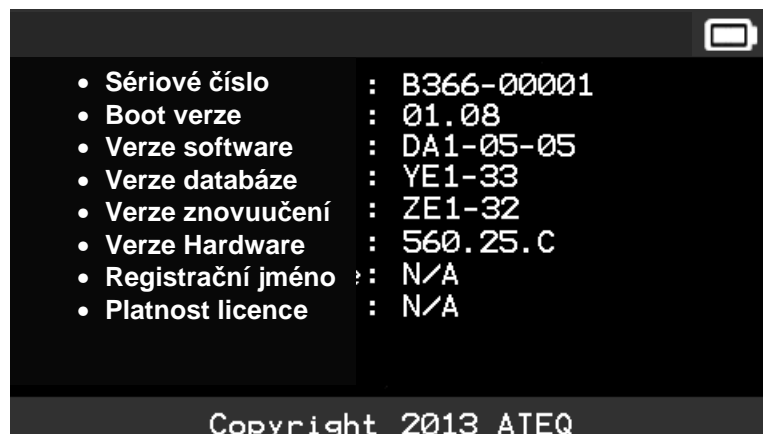 • Sériové číslo : B366-00001
• Boot verze : 01.08
• Verze software : DA1-05-05
• Verze databáze : YE1-33
• Verze znovuučení : ZE1-32
• Verze Hardware : 560.25.C
• Registrační jméno : N/A
• Platnost licence : N/A
Copyright 2013 ATEQ